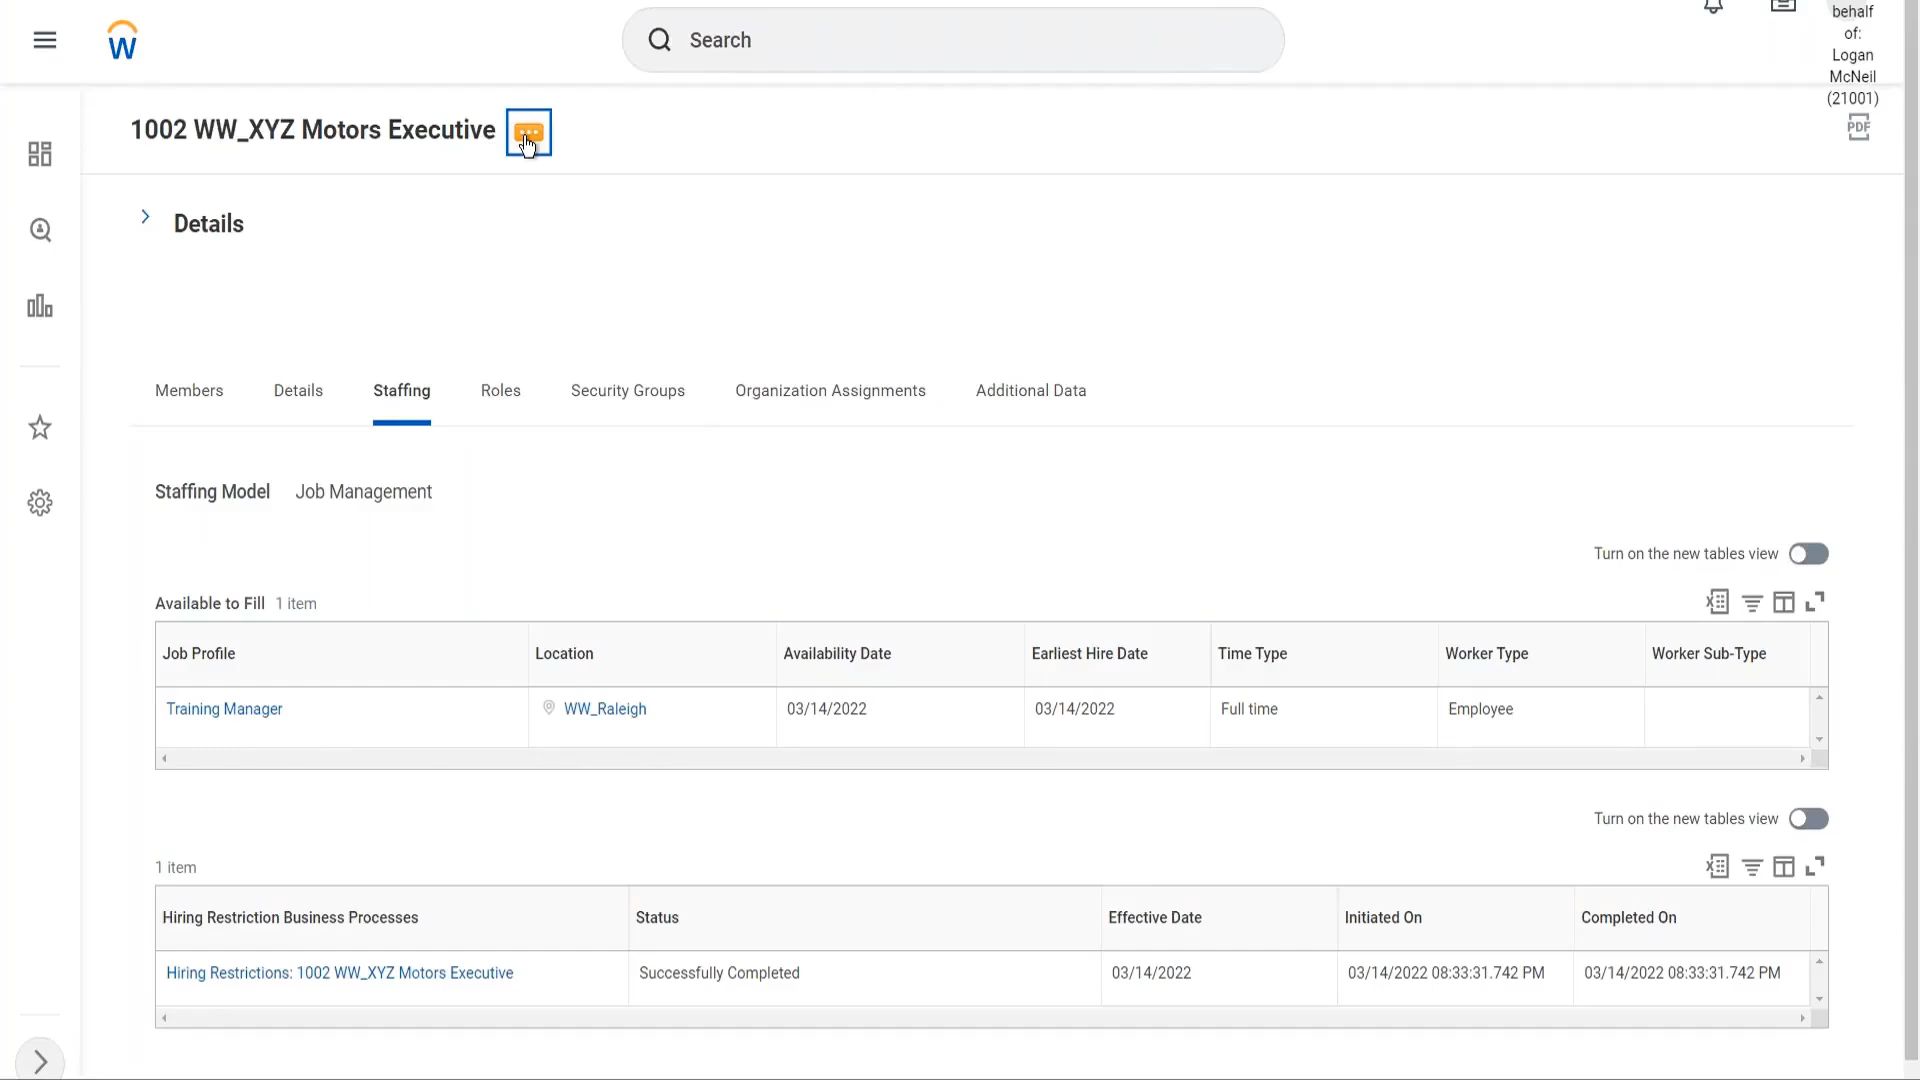 W
Search
behalf
of:
Logan
McNeil
(21001)
1002 WW_XYZ Motors Executive
PDF
Details
Members Details Staffing Roles Security Groups Organization Assignments Additional Data
Staffing Model Job Management
Turn on the new tables view
Available to Fill 1 item
Job Profile Location Availability Date Earliest Hire Date Time Type Worker Type Worker Sub-Type
Training Manager WW_Raleigh 03/14/2022 03/14/2022 Full time Employee
Turn on the new tables view
1 item
Hiring Restriction Business Processes Status Effective Date Initiated On Completed On
Hiring Restrictions: 1002 WW_XYZ Motors Executive Successfully Completed 03/14/2022 03/14/2022 08:33:31.742 PM 03/14/2022 08:33:31.742 PM